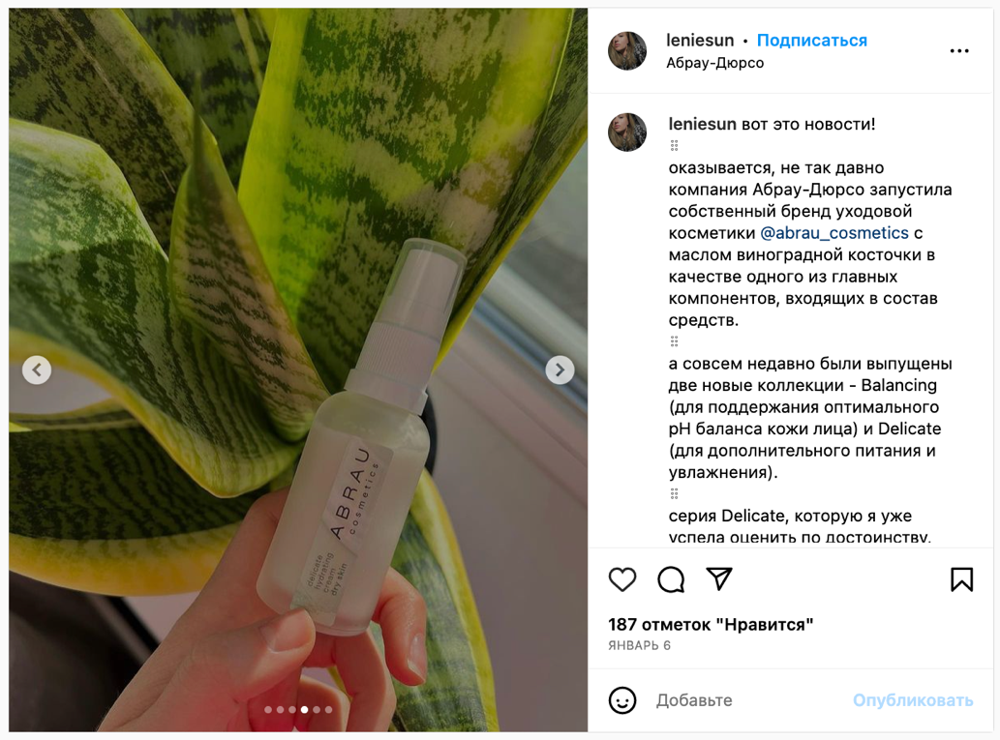 leniesun • Подписаться
Абрау-Дюрсо
leniesun вот это новости!
оказывается, не так давно
компания Абрау-Дюрсо запустила
собственный бренд уходовой
косметики @abrau_cosmetics с
маслом виноградной косточки в
качестве одного из главных
компонентов, входящих в состав
средств.
а совсем недавно были выпущены
две новые коллекции - Balancing
(для поддержания оптимального
pH баланса кожи лица) и Delicate
(для дополнительного питания и
увлажнения).
серия Delicate, которую я уже
успела оценить по достоинству,
187 отметок "Нравится"
ЯНВАРЬ 6
Добавьте
Опубликовать
ABRAU
cosmetics
delicate
hydrating
cream
dry skin